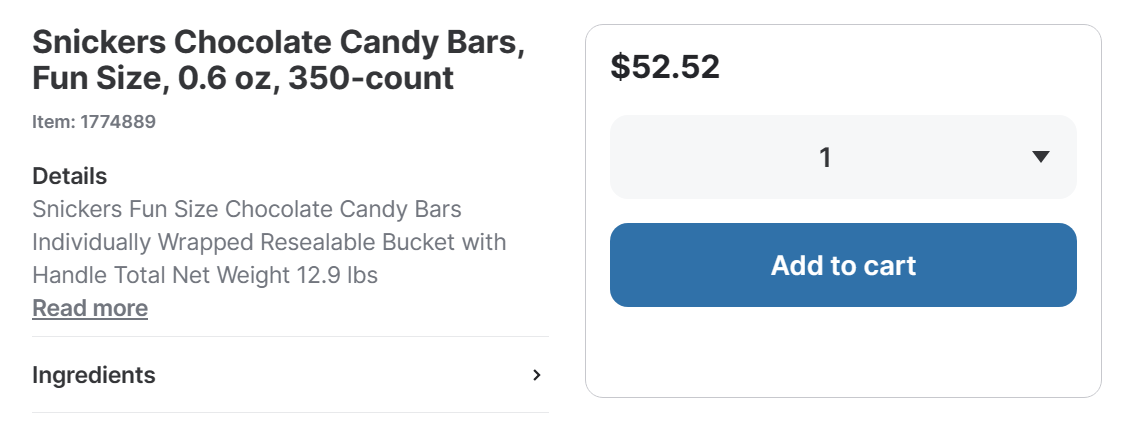 Snickers Chocolate Candy Bars,
Fun Size, 0.6 oz, 350-count
Item: 1774889
Details
Snickers Fun Size Chocolate Candy Bars
Individually Wrapped Resealable Bucket with
Handle Total Net Weight 12.9 lbs
Read more
Ingredients
$52.52
1
Add to cart